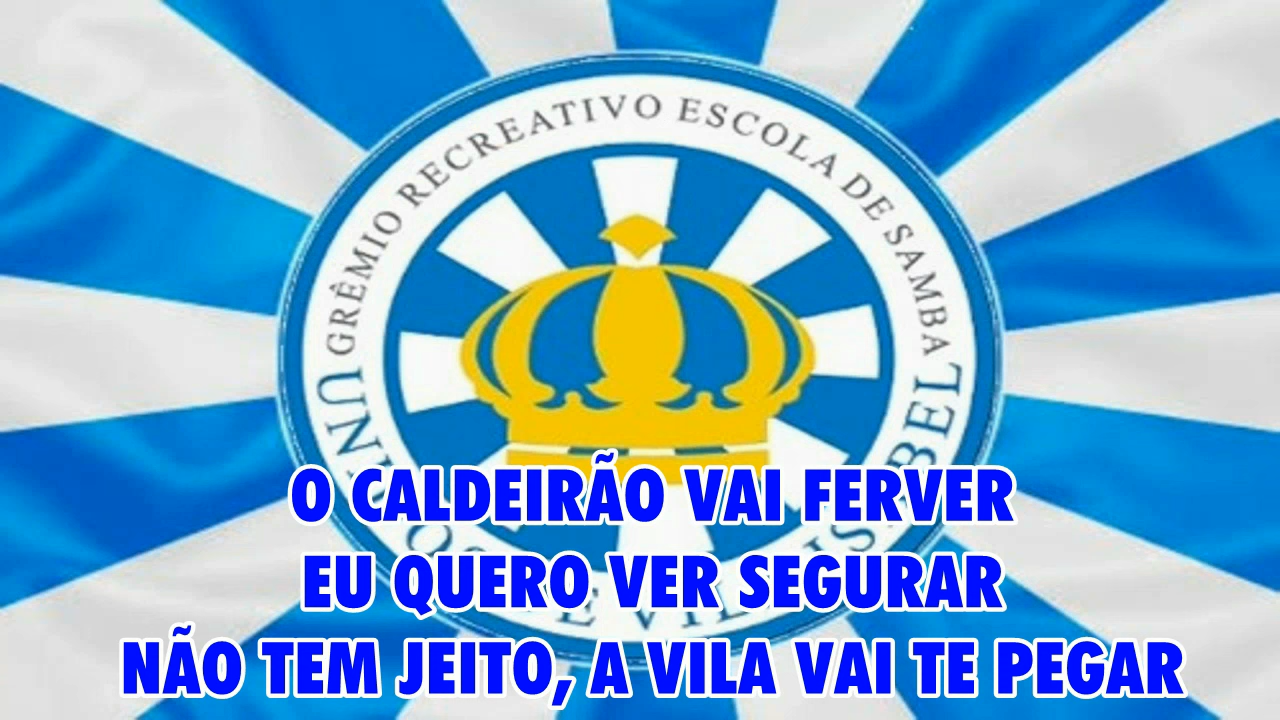 GRÊMIO RECREATIVO ESCOLA DE SAMBA
O CALDEIRÃO VAI FERVER
EU QUERO VER SEGURAR
NÃO TEM JEITO, A VILA VAI TE PEGAR